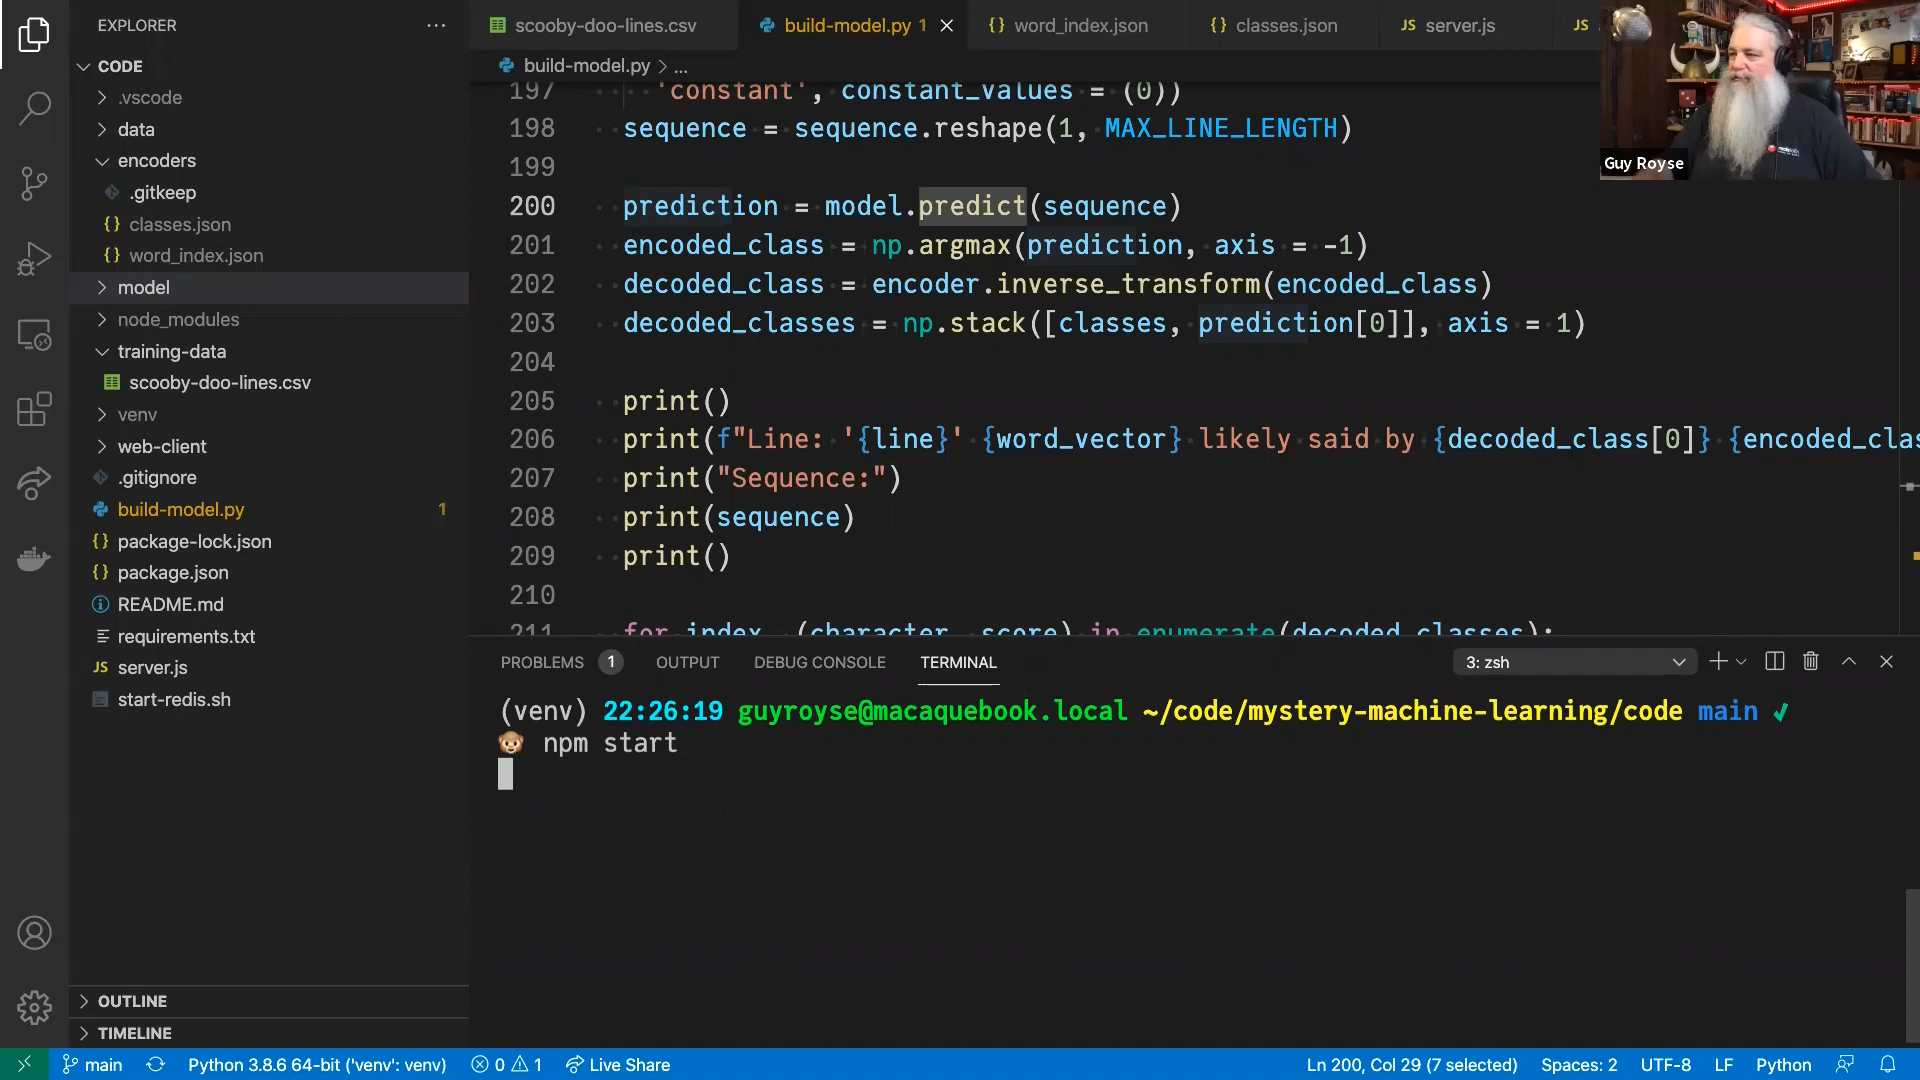 EXPLORER
CODE
.vscode
data
encoders
.gitkeep
classes.json
word_index.json
model
node_modules
training-data
scooby-doo-lines.csv
venv
web-client
.gitignore
build-model.py 1
package-lock.json
package.json
README.md
requirements.txt
server.js
start-redis.sh
OUTLINE
TIMELINE
scooby-doo-lines.csv
build-model.py 1
word_index.json
classes.json
JS server.js
JS
build-model.py > ...
197 'constant', constant_values = (0))
198 sequence = sequence.reshape(1, MAX_LINE_LENGTH)
199
200 prediction = model.predict(sequence)
201 encoded_class = np.argmax(prediction, axis = -1)
202 decoded_class = encoder.inverse_transform(encoded_class)
203 decoded_classes = np.stack([classes, prediction[0]], axis = 1)
204
205 print()
206 print(f"Line: '{line}' {word_vector} likely said by {decoded_class[0]} {encoded_clas
207 print("Sequence:")
208 print(sequence)
209 print()
210
211 for index, (character, score) in enumerate(decoded_classes):
Guy Royse
PROBLEMS 1
OUTPUT
DEBUG CONSOLE
TERMINAL
3: zsh
(venv) 22:26:19 guyroyse@macaquebook.local ~/code/mystery-machine-learning/code main ✓
🐵 npm start
main
Python 3.8.6 64-bit ('venv': venv)
0 1
Live Share
Ln 200, Col 29 (7 selected)
Spaces: 2
UTF-8
LF
Python